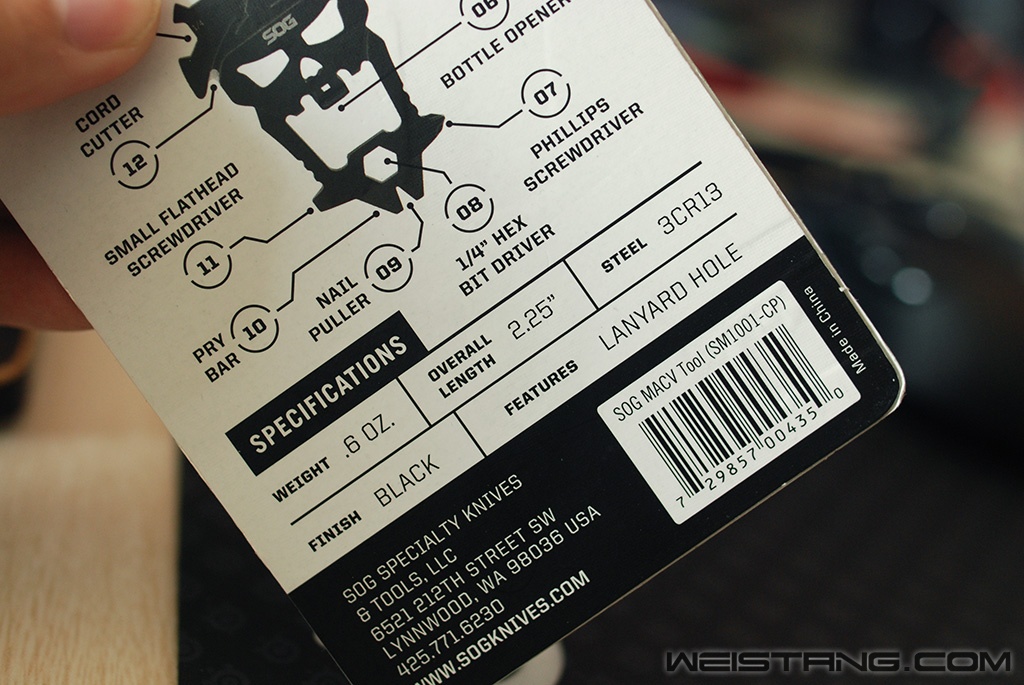 SOG
06
BOTTLE OPENER
07
PHILLIPS
SCREWDRIVER
08
1/4" HEX
BIT DRIVER
09
NAIL
PULLER
10
PRY
BAR
11
SMALL FLATHEAD
SCREWDRIVER
12
CORD
CUTTER
SPECIFICATIONS
WEIGHT .6 OZ.
OVERALL
LENGTH 2.25"
STEEL 3CR13
FINISH BLACK
FEATURES LANYARD HOLE
SOG SPECIALTY KNIVES
& TOOLS, LLC
6521 212TH STREET SW
LYNNWOOD, WA 98036 USA
425.771.6230
WWW.SOGKNIVES.COM
SOG MACV Tool (SM1001-CP)
7 29857 00435 0
Made in China
WEISTANG.COM